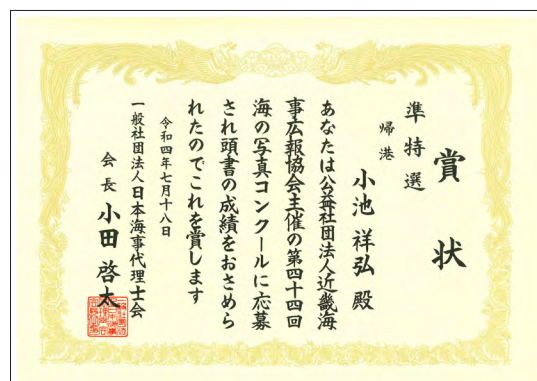 賞状
準特選
帰港
小池祥弘殿
あなたは公益社団法人近畿海
事広報協会主催の第四十四回
海の写真コンクールに応募
され頭書の成績をおさめら
れたのでこれを賞します
令和四年七月十八日
一般社団法人日本海事代理士会
会長 小田啓太